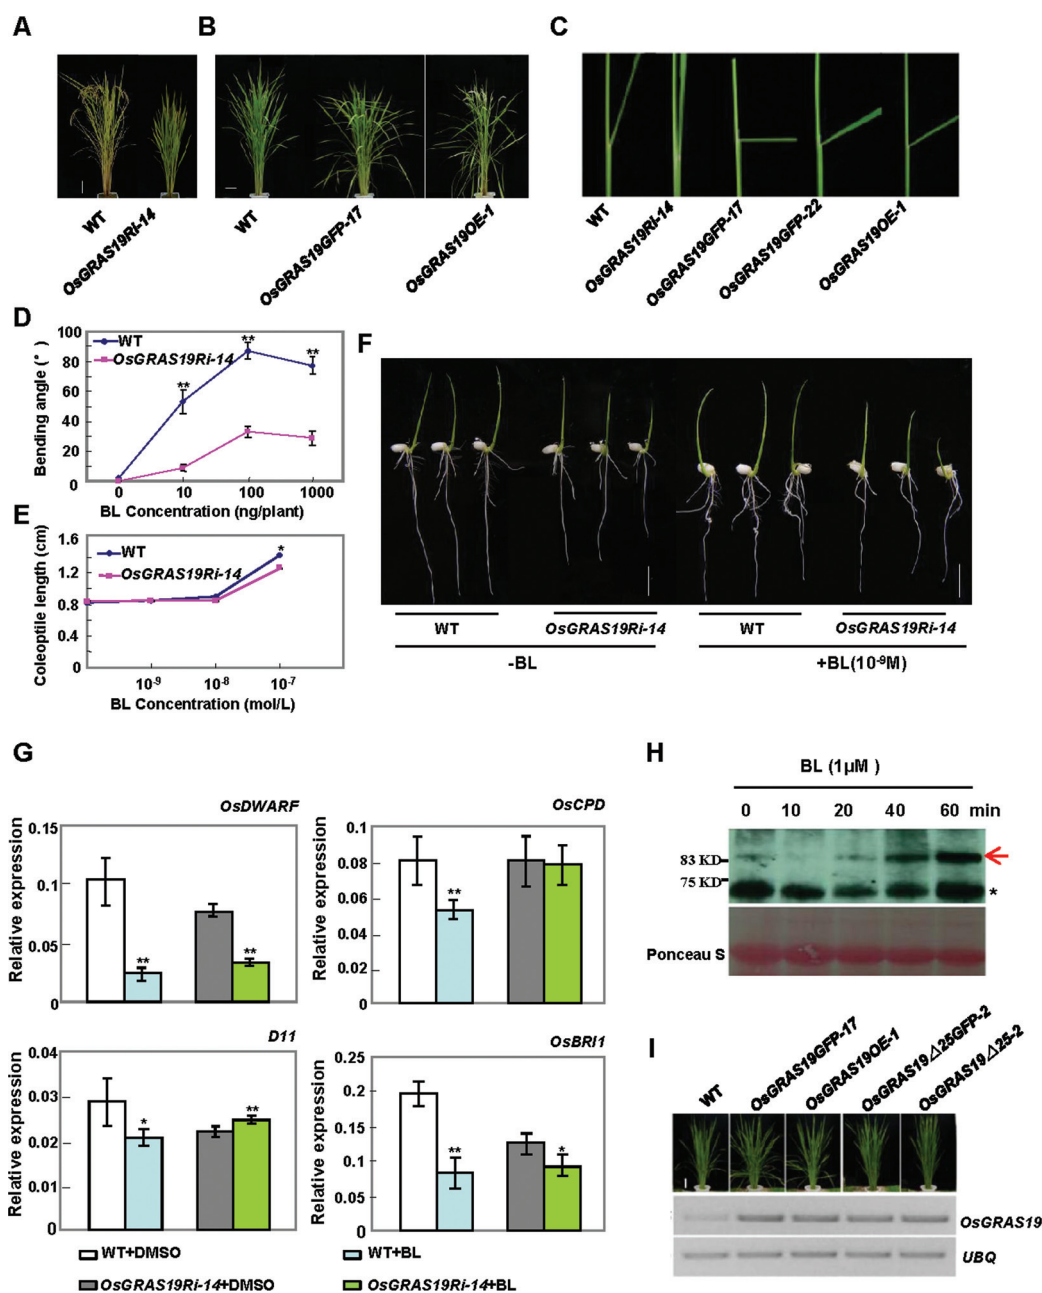 A
B
C
WT
OsGRAS19Ri-14
WT
OsGRAS19GFP-17
OsGRAS19OE-1
WT
OsGRAS19Ri-14
OsGRAS19GFP-17
OsGRAS19GFP-22
OsGRAS19OE-1
D
100
80
60
40
20
0
Bending angle (°)
WT
OsGRAS19Ri-14
**
**
**
0
10
100
1000
BL Concentration (ng/plant)
E
1.6
1.2
0.8
0.4
0
Coleoptile length (cm)
WT
OsGRAS19Ri-14
*
10⁻⁹
10⁻⁸
10⁻⁷
BL Concentration (mol/L)
F
WT
OsGRAS19Ri-14
WT
OsGRAS19Ri-14
-BL
+BL(10⁻⁹M)
G
OsDWARF
0.15
0.1
0.05
0
Relative expression
**
**
OsCPD
0.1
0.08
0.06
0.04
0.02
0
Relative expression
**
D11
0.04
0.03
0.02
0.01
0
Relative expression
*
**
OsBRI1
0.25
0.2
0.15
0.1
0.05
0
Relative expression
**
*
WT+DMSO
WT+BL
OsGRAS19Ri-14+DMSO
OsGRAS19Ri-14+BL
H
BL (1μM )
0 10 20 40 60 min
83 KD
75 KD
*
Ponceau S
I
WT
OsGRAS19GFP-17
OsGRAS19OE-1
OsGRAS19△25GFP-2
OsGRAS19△25-2
OsGRAS19
UBQ